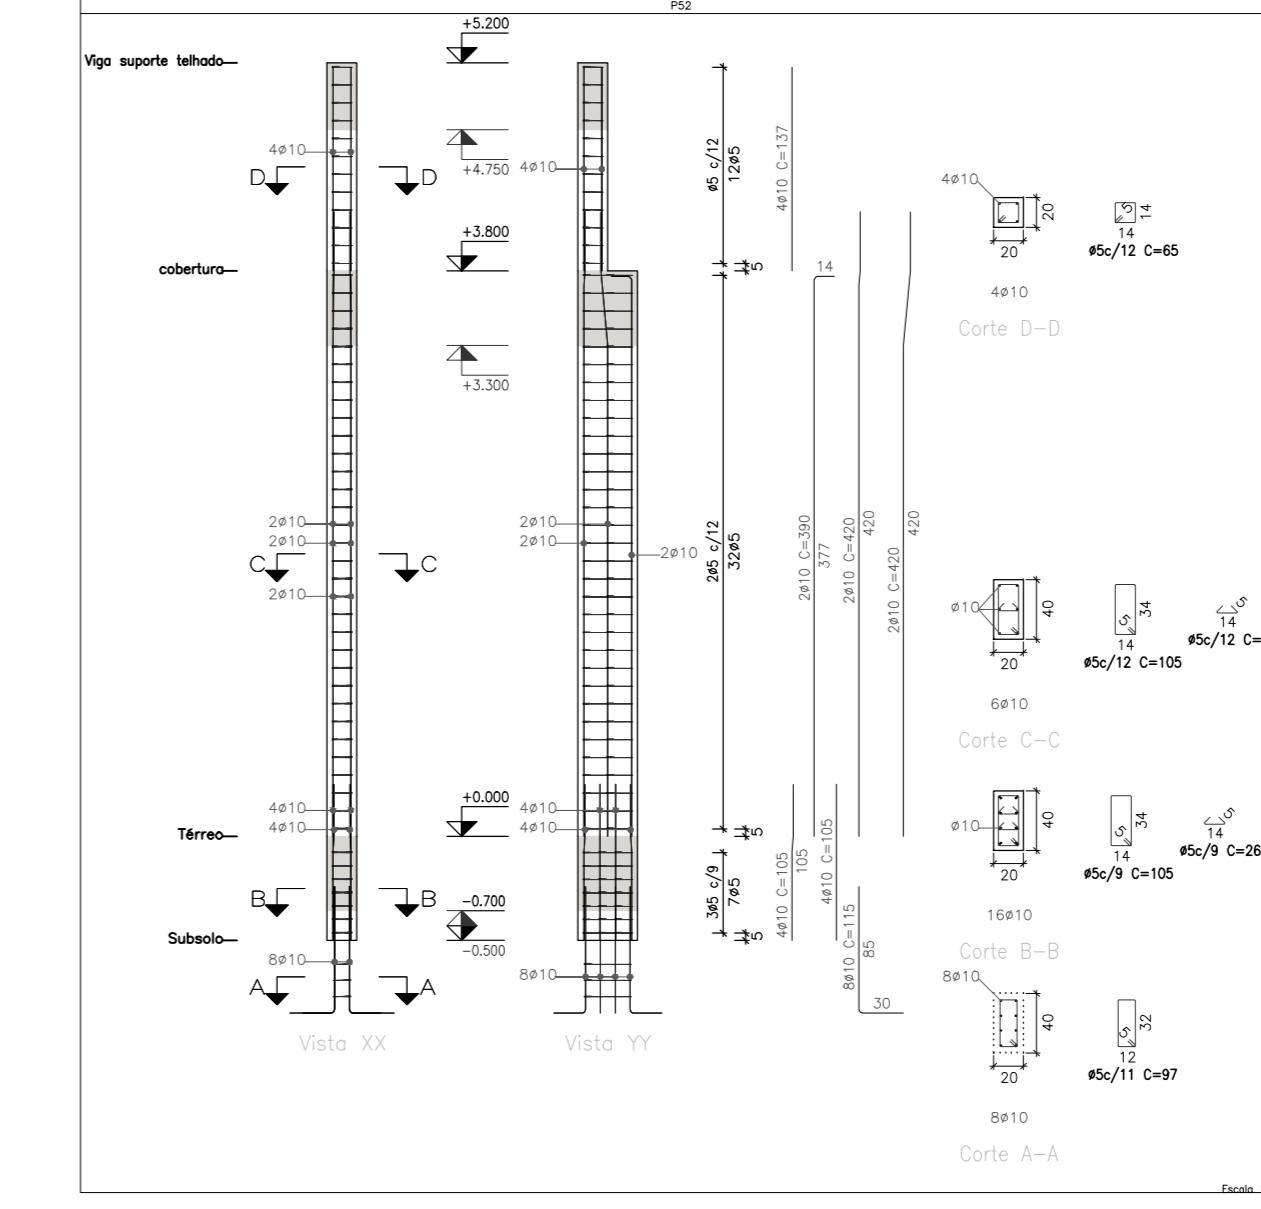 P52
+5.200
Viga suporte telhado
+4.750
4ø10
4ø10
D D
+3.800
cobertura
+3.300
2ø10
2ø10
2ø10
2ø10
2ø10
2ø10
C C
4ø10
4ø10
+0.000
4ø10
4ø10
Térreo
B B
-0.700
Subsolo
-0.500
8ø10
8ø10
A A
Vista XX
Vista YY
ø5 c/12
12ø5
5
2ø5 c/12
32ø5
5
3ø5 c/9
7ø5
5
4ø10 C=137
14
2ø10 C=390
377
2ø10 C=420
420
2ø10 C=420
420
4ø10 C=105
105
4ø10 C=105
8ø10 C=115
85
30
4ø10
20
20
14
5
14
ø5c/12 C=65
4ø10
Corte D-D
ø10
40
20
34
5
14
ø5c/12 C=105
5
14
ø5c/12 C=
6ø10
Corte C-C
ø10
40
20
34
5
14
ø5c/9 C=105
5
14
ø5c/9 C=26
16ø10
Corte B-B
8ø10
40
20
32
5
12
ø5c/11 C=97
8ø10
Corte A-A
Escala